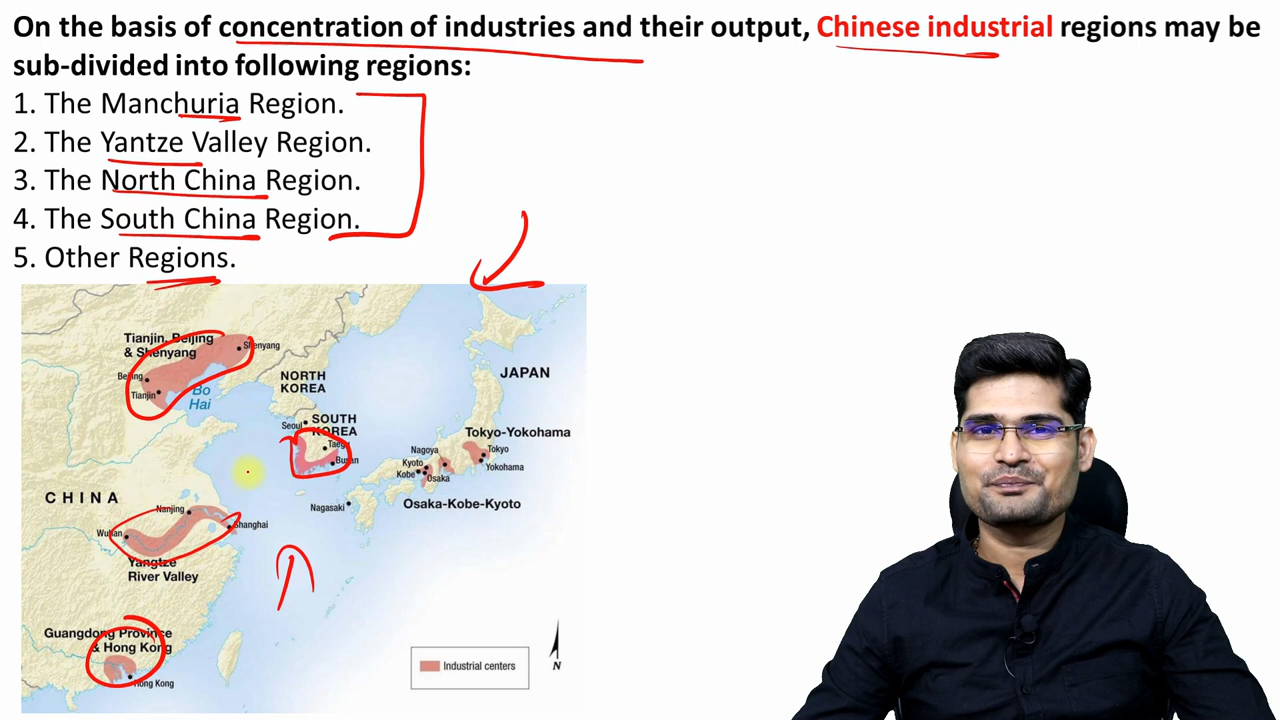 On the basis of concentration of industries and their output, Chinese industrial regions may be
sub-divided into following regions:
1. The Manchuria Region.
2. The Yantze Valley Region.
3. The North China Region.
4. The South China Region.
5. Other Regions.
Tianjin, Beijing
& Shenyang
Shenyang
Beijing
Tianjin
Bo
Hai
NORTH
KOREA
JAPAN
Seoul
SOUTH
KOREA
Taegu
Busan
Tokyo-Yokohama
Nagoya
Tokyo
Kyoto
Yokohama
Kobe
Osaka
CHINA
Nagasaki
Osaka-Kobe-Kyoto
Nanjing
Shanghai
Wuhan
Yangtze
River Valley
Guangdong Province
& Hong Kong
Hong Kong
Industrial centers
N